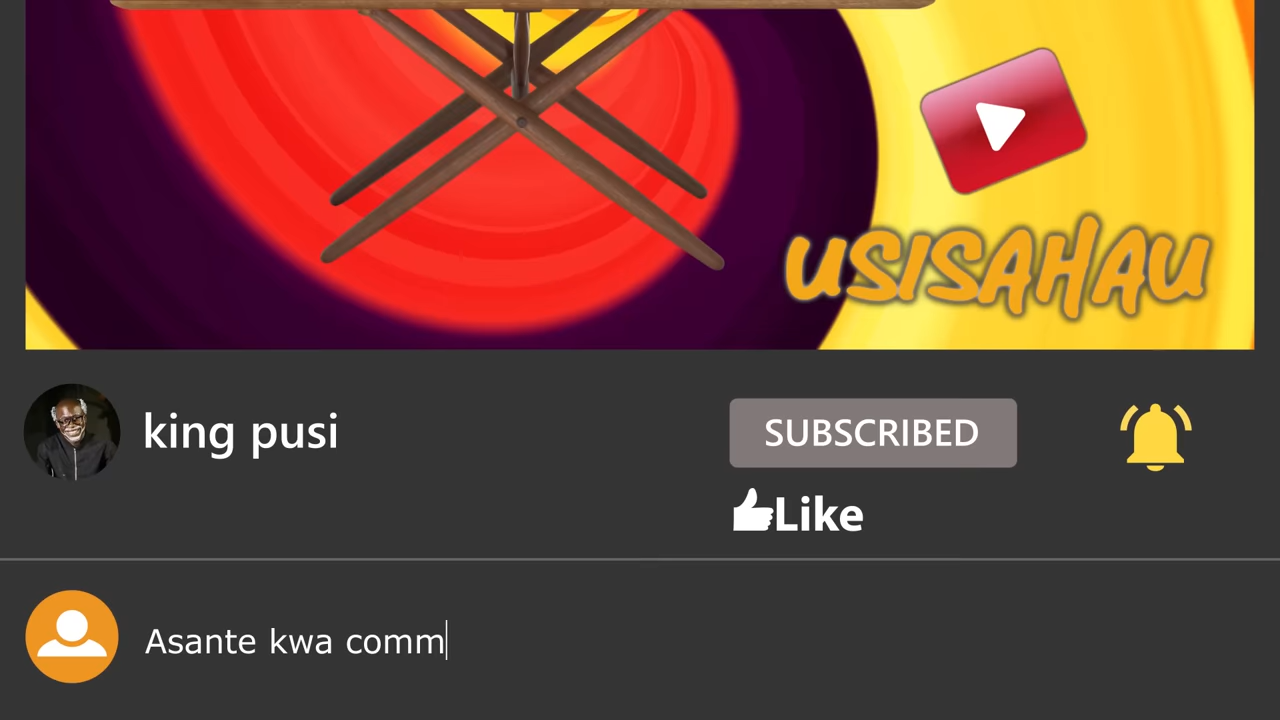 USISAHAU
king pusi
SUBSCRIBED
Like
Asante kwa comm